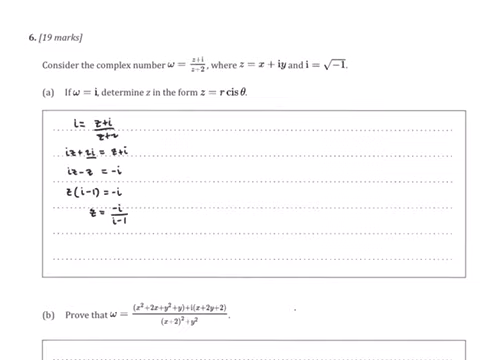 6. [19 marks]
Consider the complex number ω = (z+i)/(z+2), where z = x + iy and i = √−1.
(a) If ω = i, determine z in the form z = r cis θ.
i = (z+i)/(z+2)
iz + 2i = z+i
iz − z = −i
z(i−1) = −i
z = −i/(i−1)
(b) Prove that ω = ((x²+2x+y²+y)+i(x+2y+2))/((x+2)²+y²).